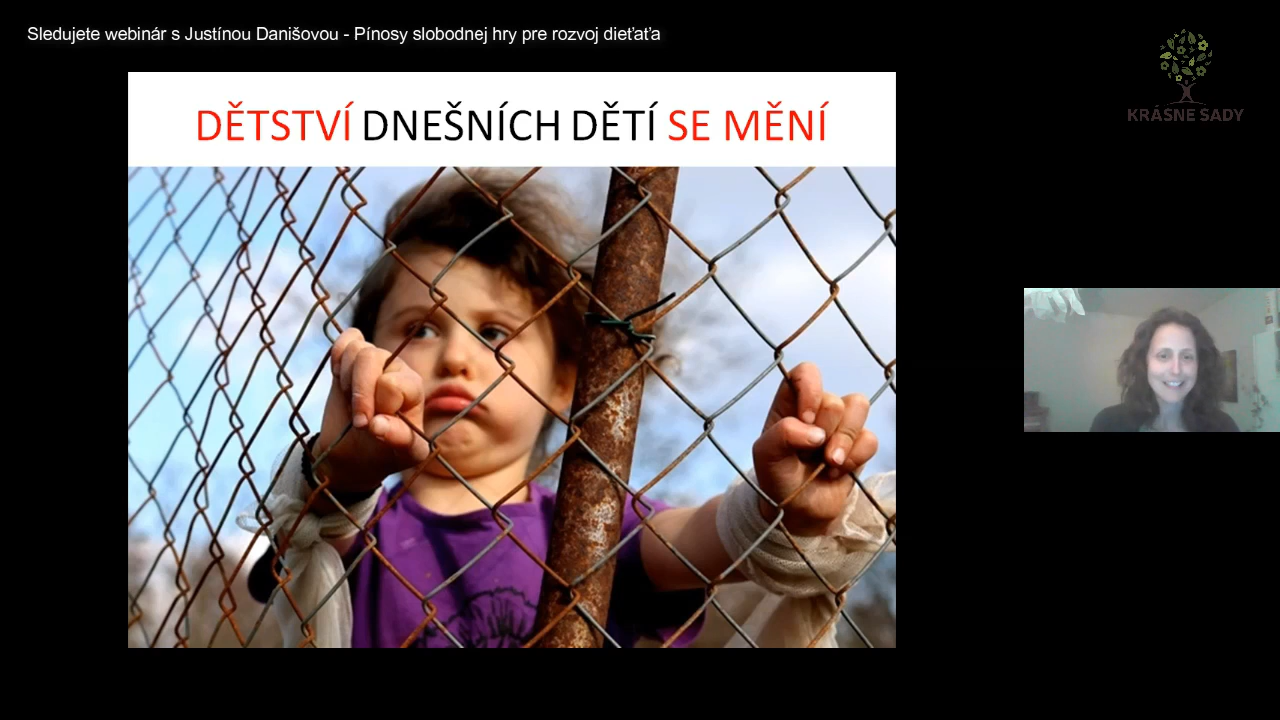 Sledujete webinár s Justínou Danišovou - Pínosy slobodnej hry pre rozvoj dieťaťa
KRÁSNE SADY
DĚTSTVÍ DNEŠNÍCH DĚTÍ SE MĚNÍ